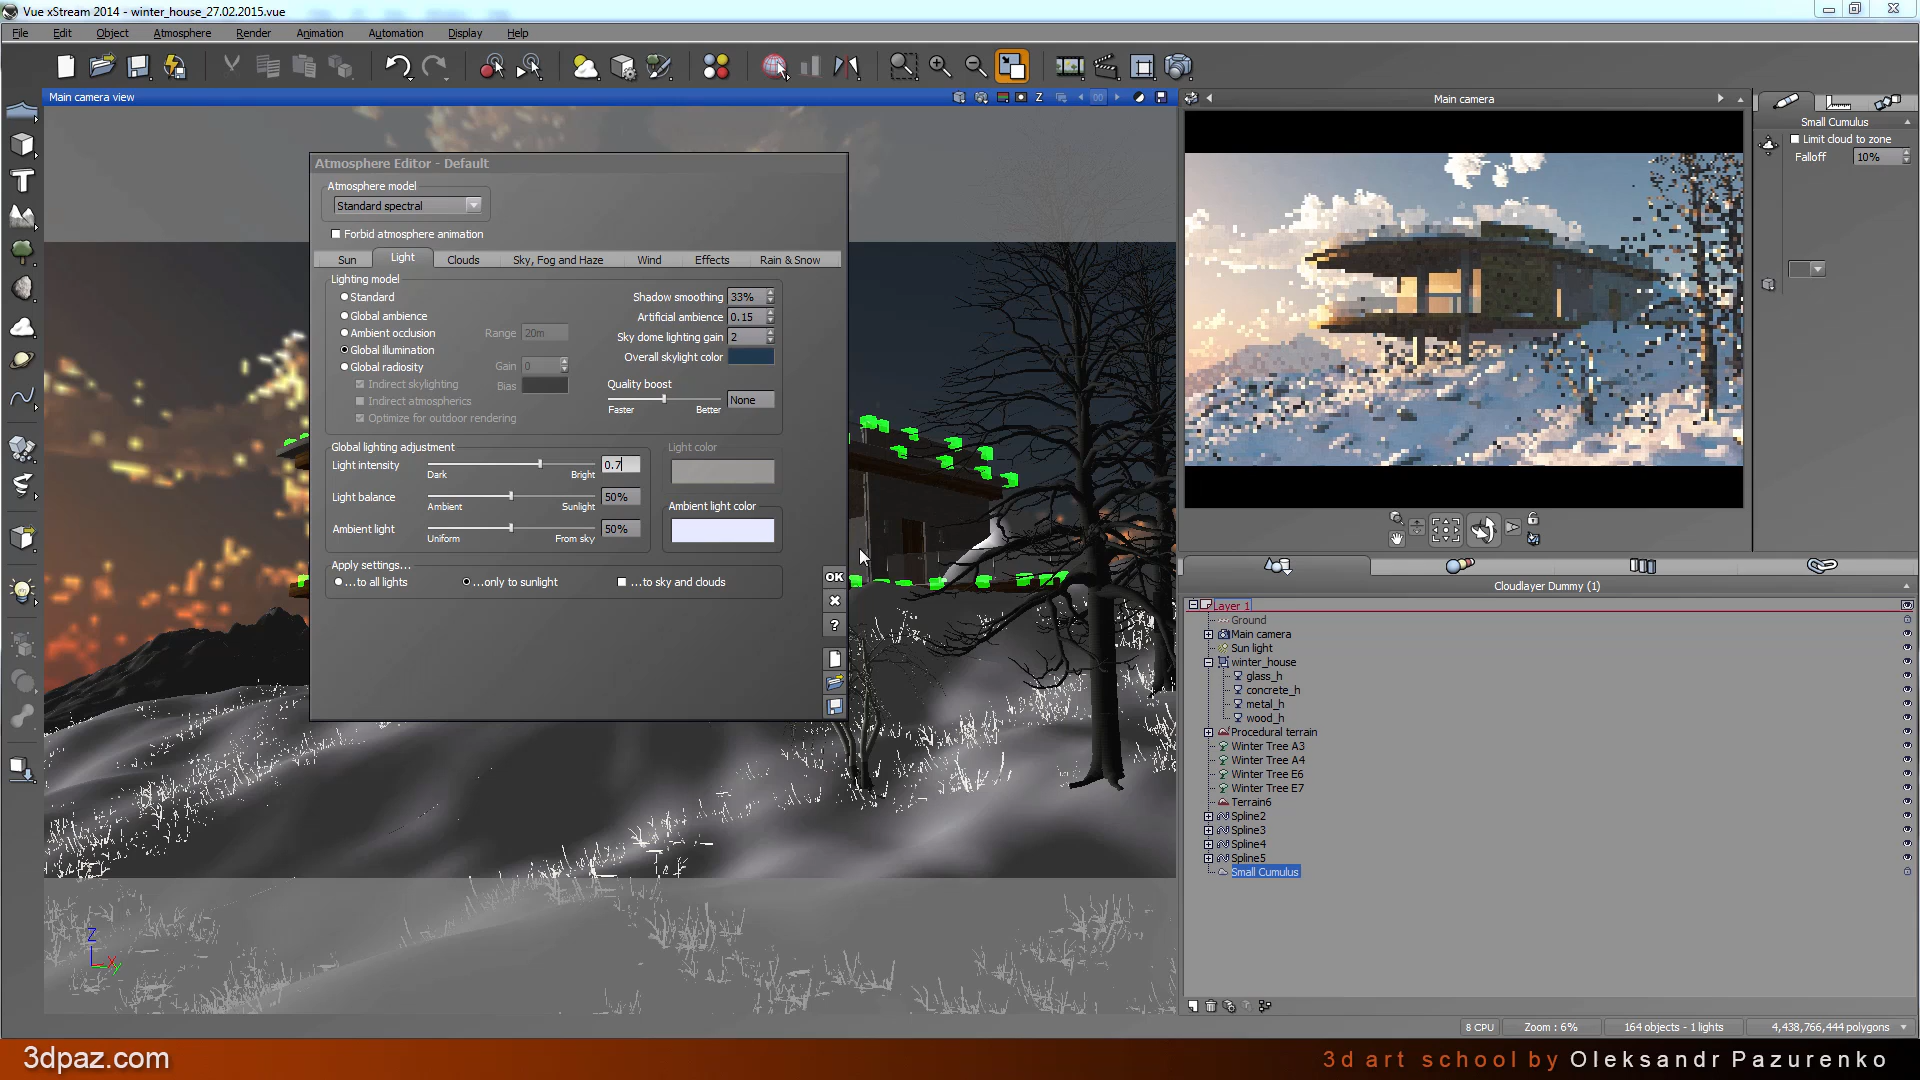 Vue xStream 2014 - winter_house_27.02.2015.vue
File Edit Object Atmosphere Render Animation Automation Display Help
Main camera view
Z
Main camera
Small Cumulus
Limit cloud to zone
Falloff 10%
Atmosphere Editor - Default
Atmosphere model
Standard spectral
Forbid atmosphere animation
Sun Light Clouds Sky, Fog and Haze Wind Effects Rain & Snow
Lighting model
Standard
Global ambience
Ambient occlusion
Global illumination
Global radiosity
Indirect skylighting
Indirect atmospherics
Optimize for outdoor rendering
Range 20m
Gain 0
Bias
Shadow smoothing 33%
Artificial ambience 0.15
Sky dome lighting gain 2
Overall skylight color
Quality boost
None
Faster Better
Global lighting adjustment
Light intensity 0.7
Dark Bright
Light balance 50%
Ambient Sunlight
Ambient light 50%
Uniform From sky
Light color
Ambient light color
Apply settings...
...to all lights ...only to sunlight ...to sky and clouds
OK
?
Z
X
y
Cloudlayer Dummy (1)
Layer 1
Ground
Main camera
Sun light
winter_house
glass_h
concrete_h
metal_h
wood_h
Procedural terrain
Winter Tree A3
Winter Tree A4
Winter Tree E6
Winter Tree E7
Terrain6
Spline2
Spline3
Spline4
Spline5
Small Cumulus
8 CPU Zoom : 6% 164 objects - 1 lights 4,438,766,444 polygons
3dpaz.com
3d art school by Oleksandr Pazurenko